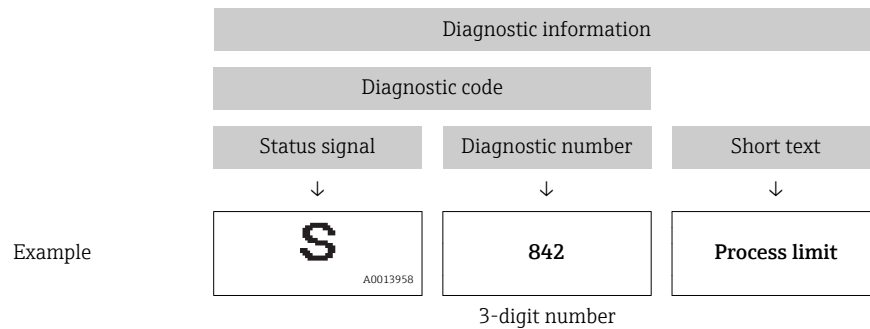 Diagnostic information
Diagnostic code
Status signal Diagnostic number Short text
↓ ↓ ↓
Example S 842 Process limit
A0013958
3-digit number